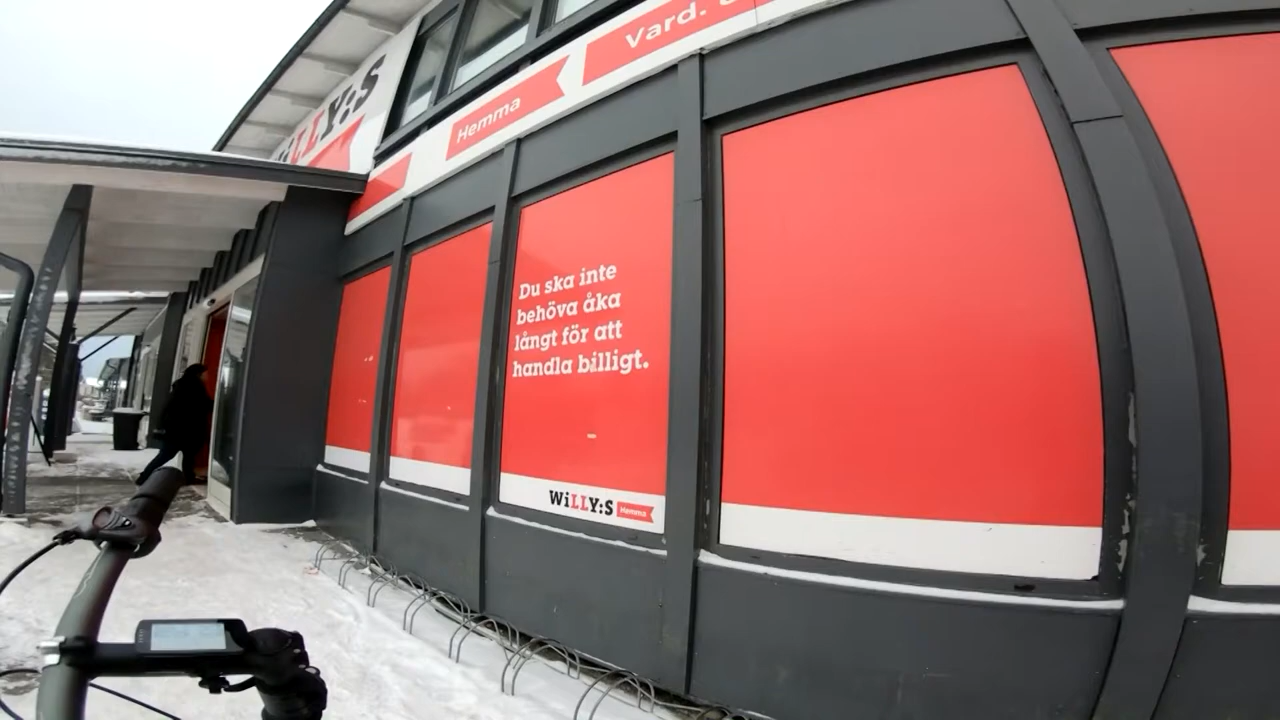 WiLLY:S
Hemma
Vard.
Du ska inte
behöva åka
långt för att
handla billigt.
WiLLY:S Hemma